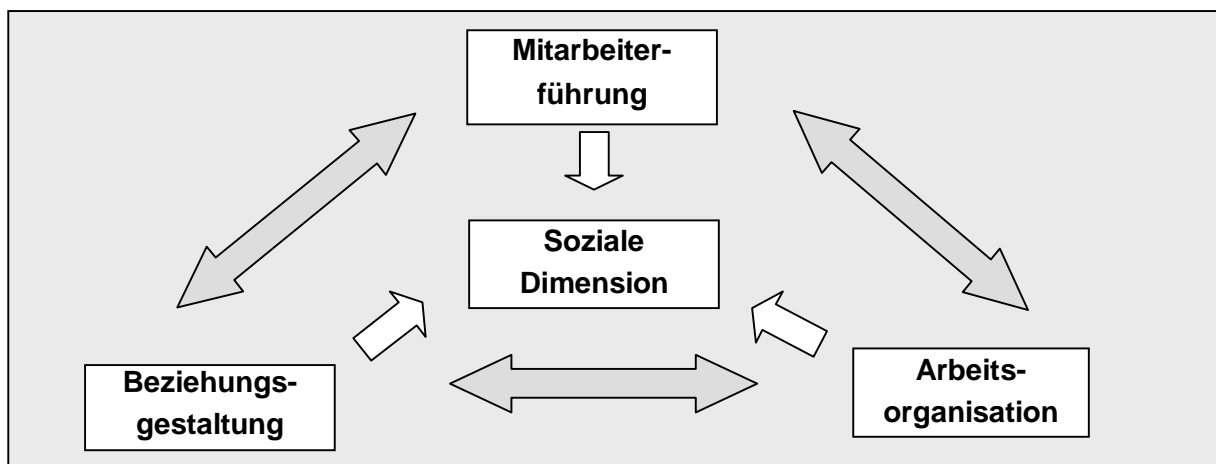 Mitarbeiter-
führung
Soziale
Dimension
Beziehungs-
gestaltung
Arbeits-
organisation